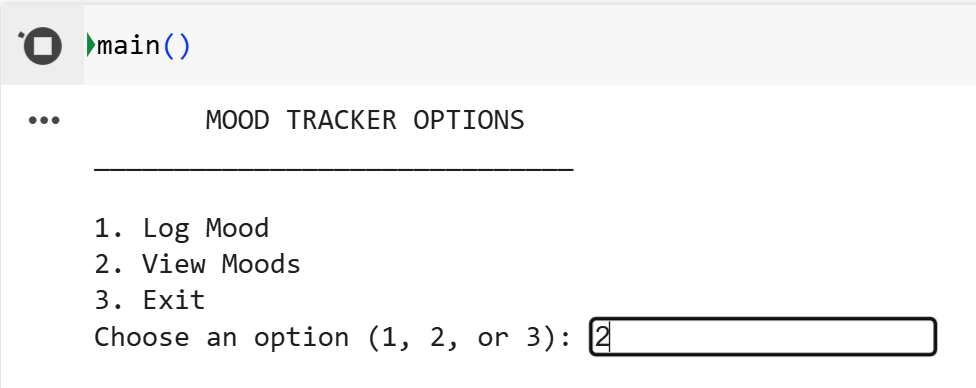 main()
MOOD TRACKER OPTIONS
______________________________
1. Log Mood
2. View Moods
3. Exit
Choose an option (1, 2, or 3): 2